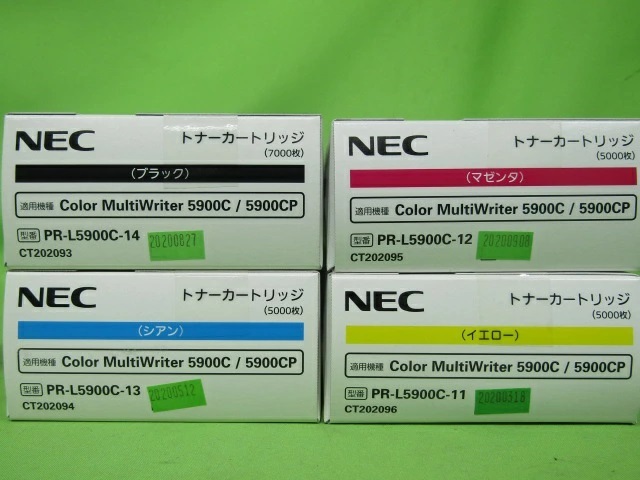 NEC
トナーカートリッジ
(7000枚)
(ブラック)
適用機種 Color MultiWriter 5900C / 5900CP
型番 PR-L5900C-14
20200827
CT202093
NEC
トナーカートリッジ
(5000枚)
(マゼンタ)
適用機種 Color MultiWriter 5900C / 5900CP
型番 PR-L5900C-12
20200908
CT202095
NEC
トナーカートリッジ
(5000枚)
(シアン)
適用機種 Color MultiWriter 5900C / 5900CP
型番 PR-L5900C-13
20200512
CT202094
NEC
トナーカートリッジ
(5000枚)
(イエロー)
適用機種 Color MultiWriter 5900C / 5900CP
型番 PR-L5900C-11
20200518
CT202096